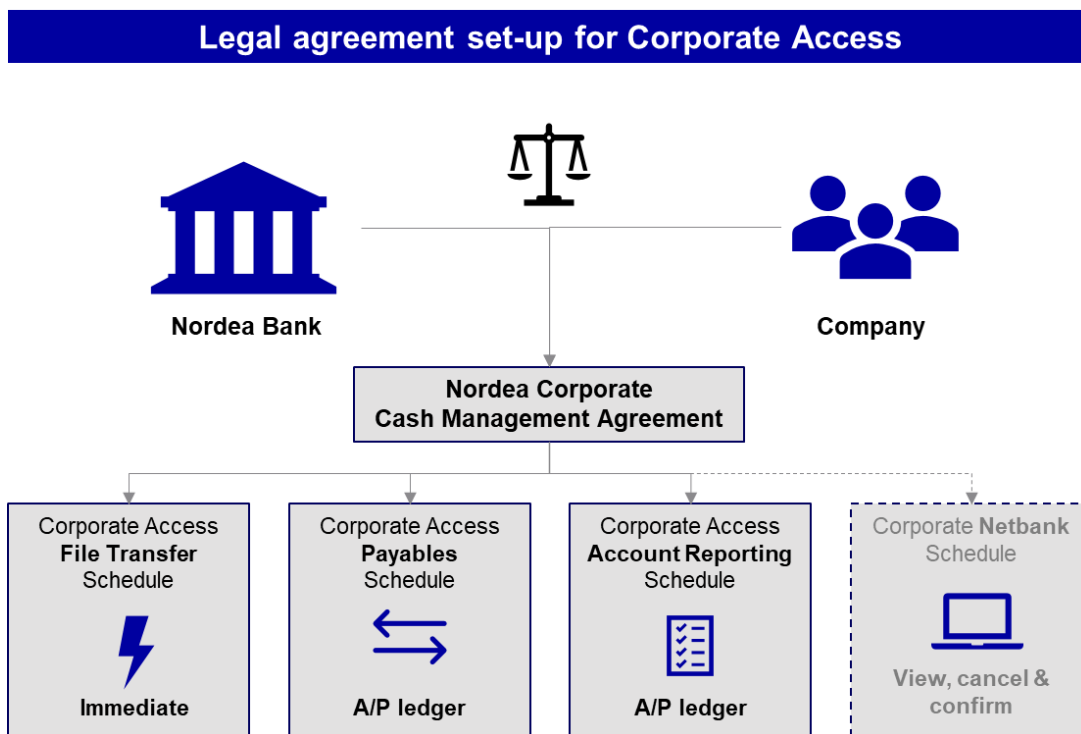 Legal agreement set-up for Corporate Access
Nordea Bank
Company
Nordea Corporate
Cash Management Agreement
Corporate Access
File Transfer
Schedule
Immediate
Corporate Access
Payables
Schedule
A/P ledger
Corporate Access
Account Reporting
Schedule
A/P ledger
Corporate Netbank
Schedule
View, cancel &
confirm